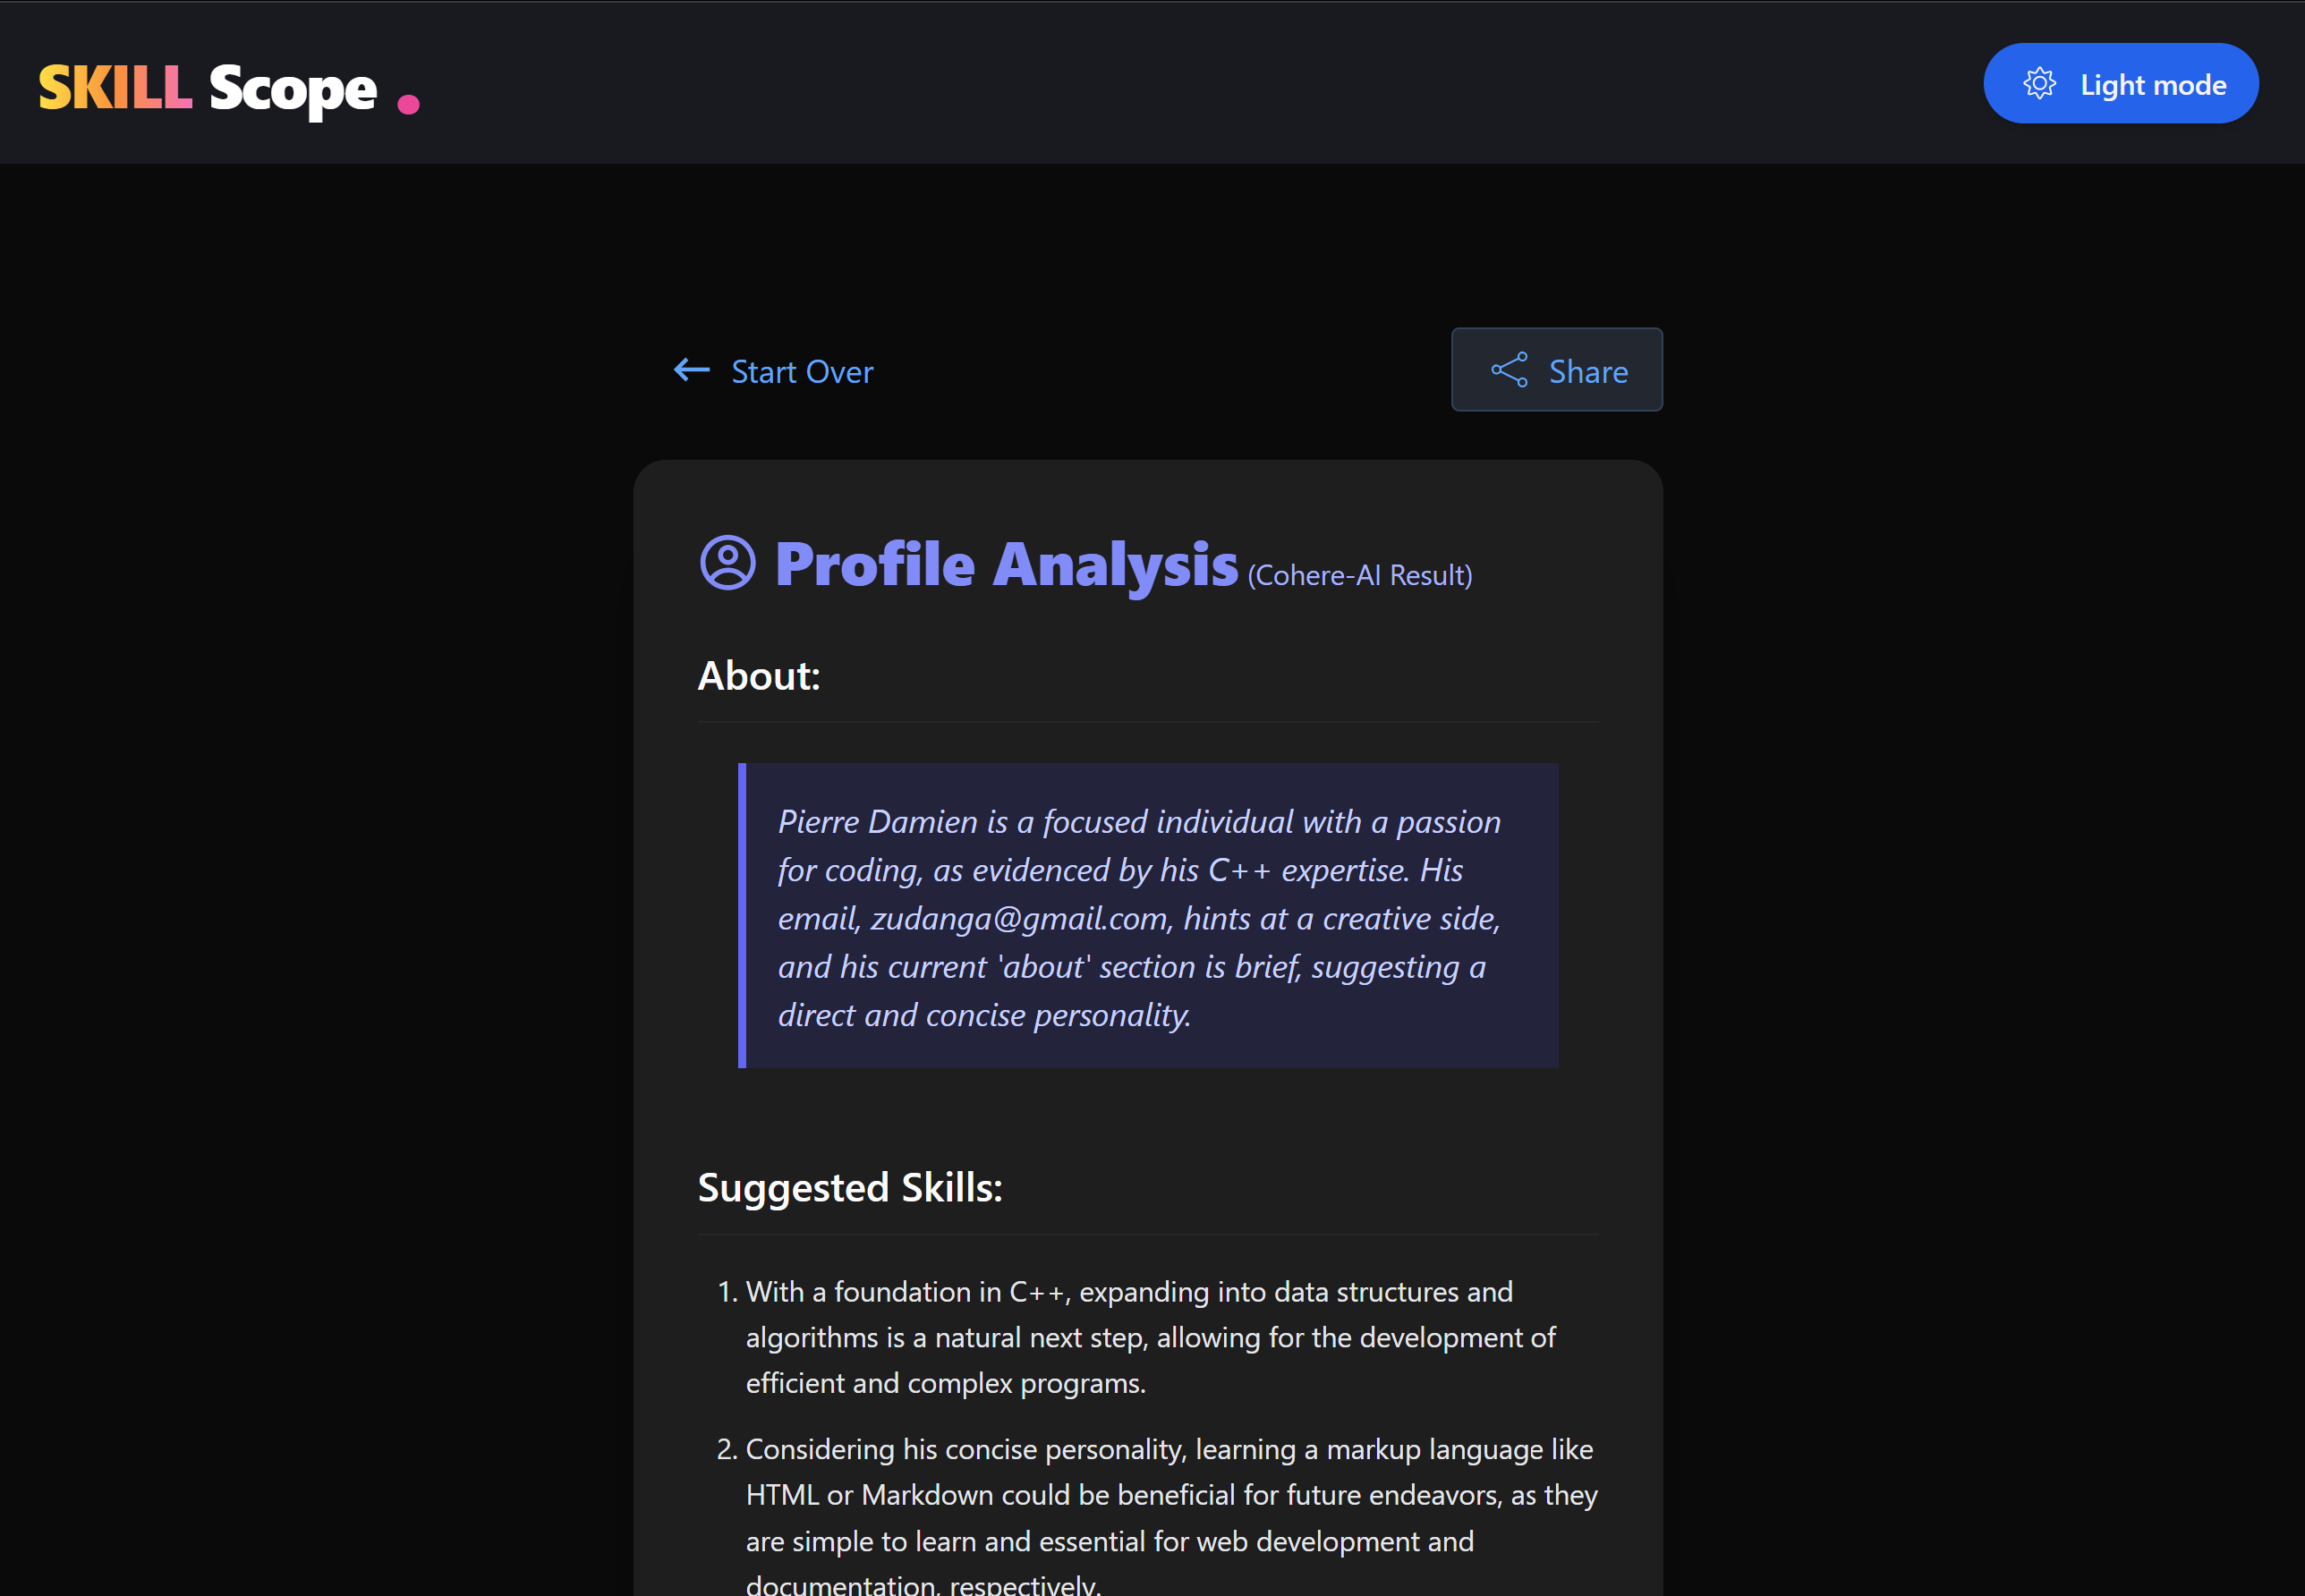 SKILL Scope .
Light mode
Start Over
Share
Profile Analysis (Cohere-AI Result)
About:
Pierre Damien is a focused individual with a passion
for coding, as evidenced by his C++ expertise. His
email, zudanga@gmail.com, hints at a creative side,
and his current 'about' section is brief, suggesting a
direct and concise personality.
Suggested Skills:
1. With a foundation in C++, expanding into data structures and
algorithms is a natural next step, allowing for the development of
efficient and complex programs.
2. Considering his concise personality, learning a markup language like
HTML or Markdown could be beneficial for future endeavors, as they
are simple to learn and essential for web development and
documentation, respectively.